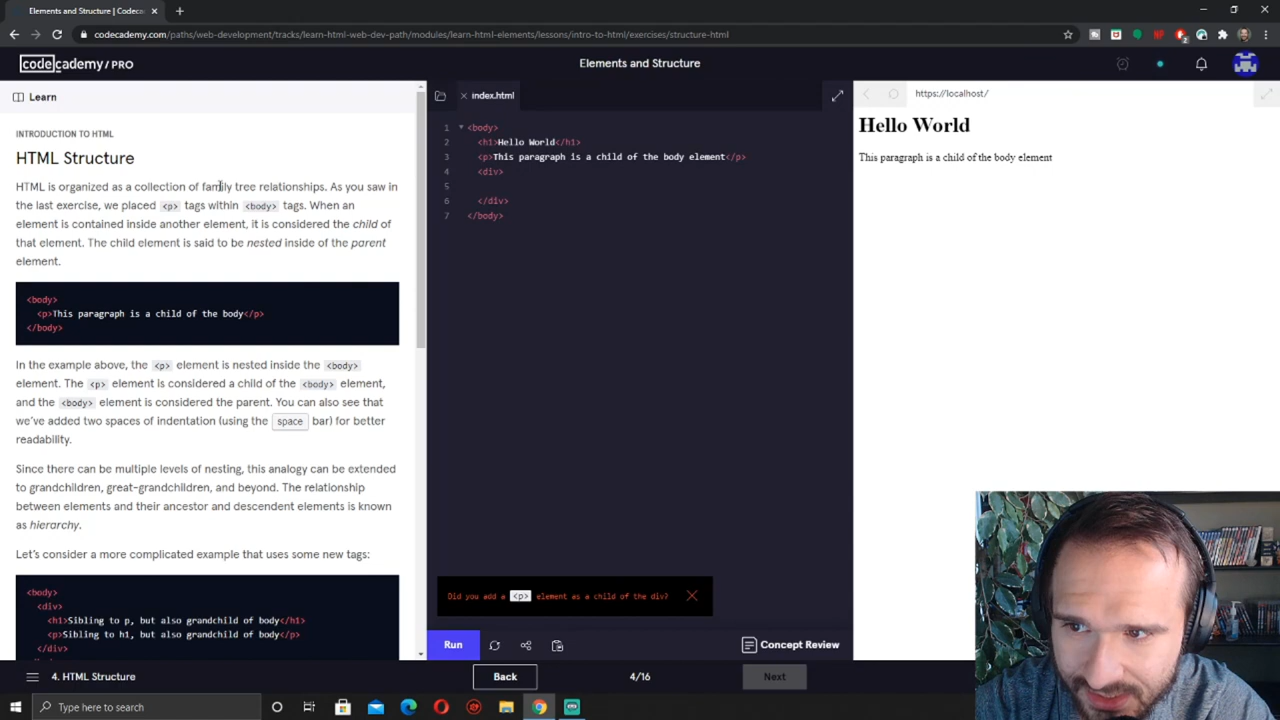 Elements and Structure | Codec
codecademy.com/paths/web-development/tracks/learn-html-web-dev-path/modules/learn-html-elements/lessons/intro-to-html/exercises/structure-html
codecademy/PRO
Elements and Structure
Learn
INTRODUCTION TO HTML
HTML Structure
HTML is organized as a collection of family tree relationships. As you saw in
the last exercise, we placed <p> tags within <body> tags. When an
element is contained inside another element, it is considered the child of
that element. The child element is said to be nested inside of the parent
element.
<body>
<p>This paragraph is a child of the body</p>
</body>
In the example above, the <p> element is nested inside the <body>
element. The <p> element is considered a child of the <body> element,
and the <body> element is considered the parent. You can also see that
we've added two spaces of indentation (using the space bar) for better
readability.
Since there can be multiple levels of nesting, this analogy can be extended
to grandchildren, great-grandchildren, and beyond. The relationship
between elements and their ancestor and descendent elements is known
as hierarchy.
Let's consider a more complicated example that uses some new tags:
<body>
<div>
<h1>Sibling to p, but also grandchild of body</h1>
<p>Sibling to h1, but also grandchild of body</p>
</div>
index.html
1 <body>
2 <h1>Hello World</h1>
3 <p>This paragraph is a child of the body element</p>
4 <div>
5
6 </div>
7 </body>
Did you add a <p> element as a child of the div?
Run
Concept Review
https://localhost/
Hello World
This paragraph is a child of the body element
4. HTML Structure
Back
4/16
Next
Type here to search